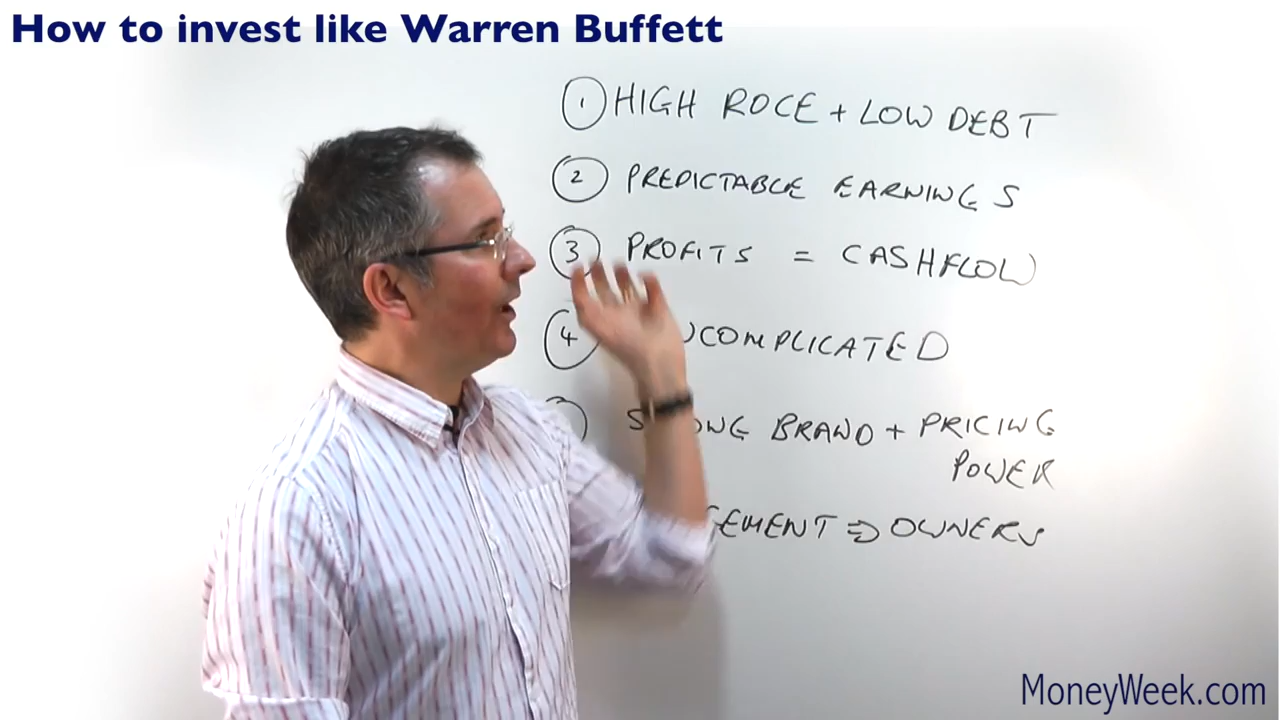 How to invest like Warren Buffett
1 HIGH ROCE + LOW DEBT
2 PREDICTABLE EARNINGS
3 PROFITS = CASHFLOW
4
BRAND + PRICING
POWER
⇒ OWNERS
MoneyWeek.com